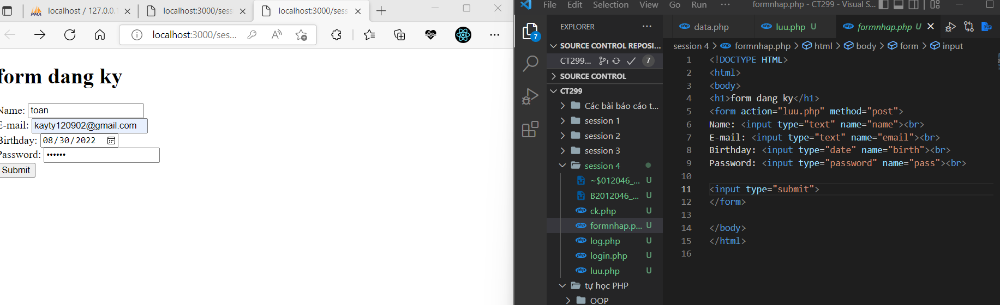 localhost / 127.0.0.1
localhost:3000/sess
localhost:3000/sess
localhost:3000/ses...
form dang ky
Name: toan
E-mail: kayty120902@gmail.com
Birthday: 08/30/2022
Password: ••••••
Submit
File Edit Selection View Go Run ··· formnhap.php - CT299 - Visual S...
EXPLORER ···
7
SOURCE CONTROL REPOSI...
CT299... 7
SOURCE CONTROL
CT299
Các bài báo cáo t...
session 1
session 2
session 3
session 4
~$012046_... U
B2012046_... U
ck.php U
formnhap.p... U
log.php U
login.php U
luu.php U
tự học PHP
OOP
data.php luu.php U formnhap.php U
session 4 > formnhap.php > html > body > form > input
1 <!DOCTYPE HTML>
2 <html>
3 <body>
4 <h1>form dang ky</h1>
5 <form action="luu.php" method="post">
6 Name: <input type="text" name="name"><br>
7 E-mail: <input type="text" name="email"><br>
8 Birthday: <input type="date" name="birth"><br>
9 Password: <input type="password" name="pass"><br>
10
11 <input type="submit">
12 </form>
13
14 </body>
15 </html>
16